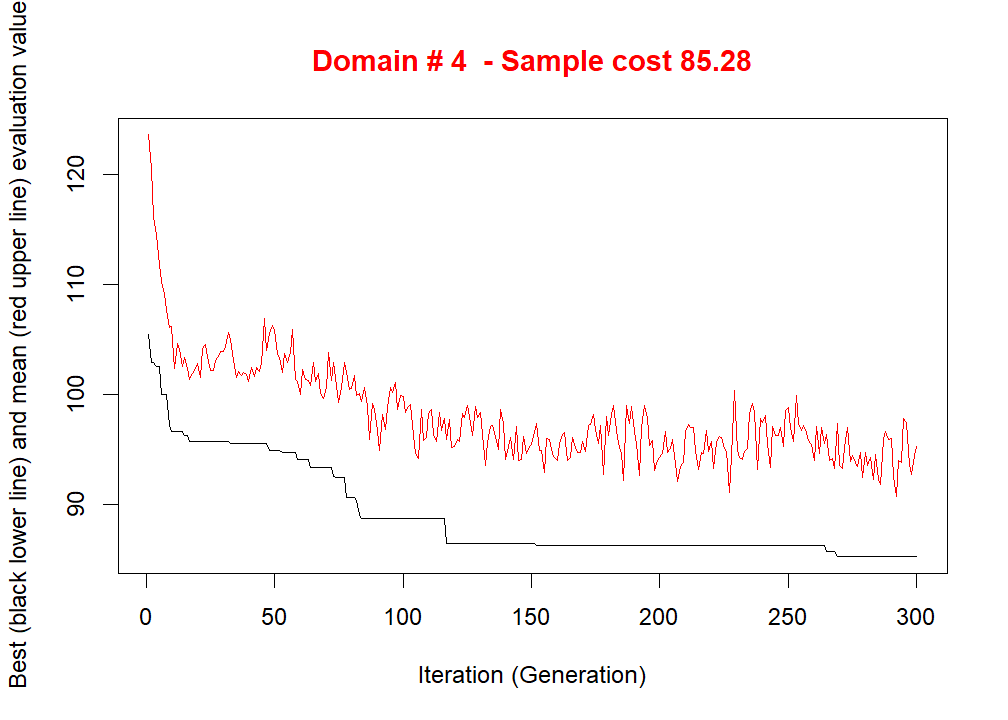 Domain # 4  - Sample cost 85.28
Best (black lower line) and mean (red upper line) evaluation value
120
110
100
90
0 50 100 150 200 250 300
Iteration (Generation)